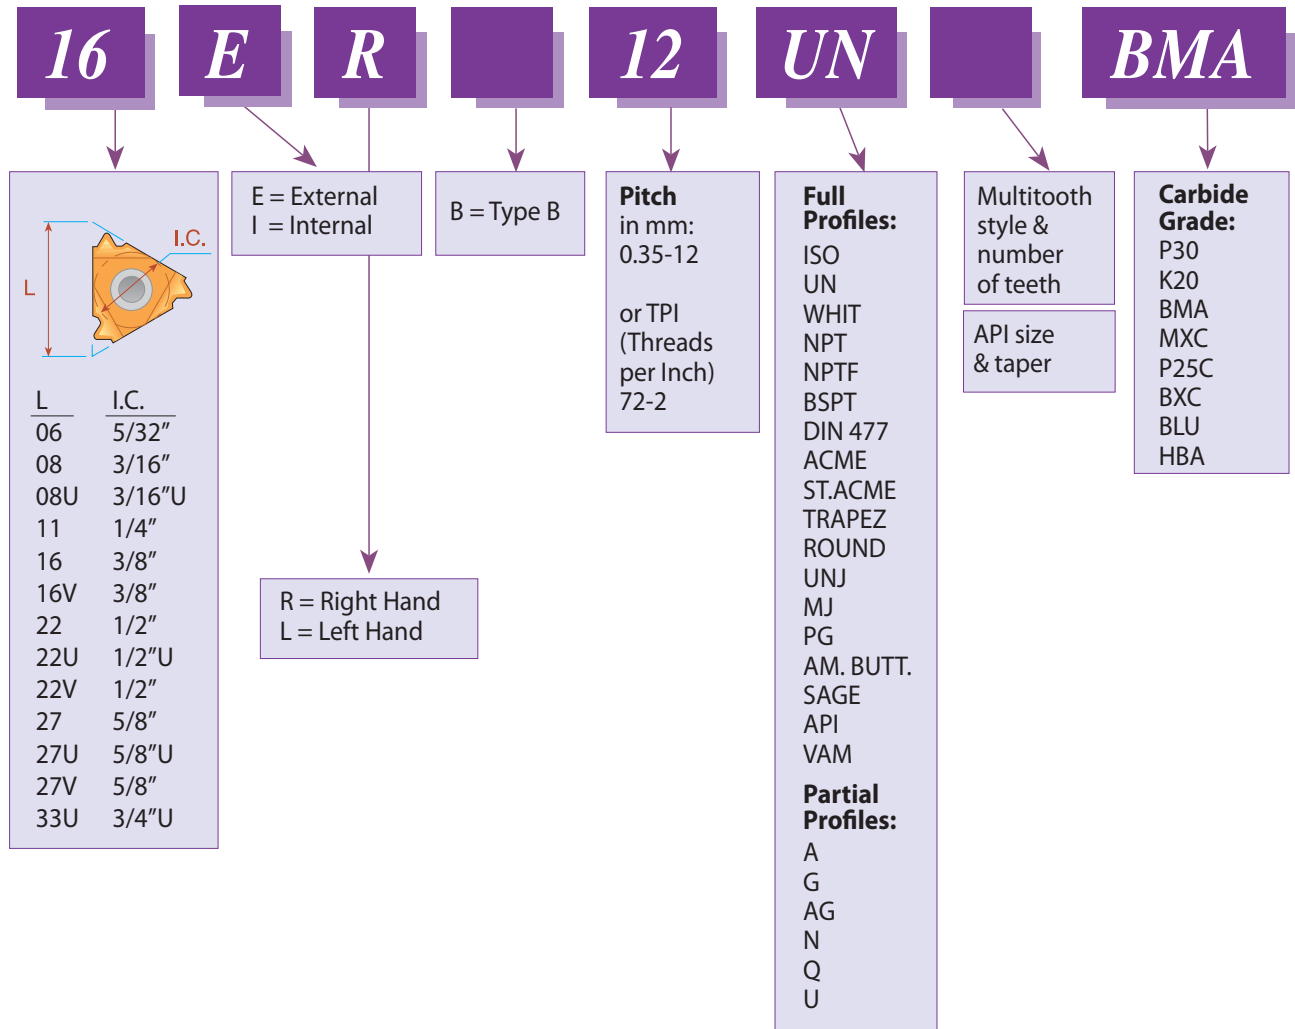 16 E R 12 UN BMA
L
I.C.
L I.C.
06 5/32”
08 3/16”
08U 3/16”U
11 1/4”
16 3/8”
16V 3/8”
22 1/2”
22U 1/2”U
22V 1/2”
27 5/8”
27U 5/8”U
27V 5/8”
33U 3/4”U
E = External
I = Internal
R = Right Hand
L = Left Hand
B = Type B
Pitch
in mm:
0.35-12
or TPI
(Threads
per Inch)
72-2
Full
Profiles:
ISO
UN
WHIT
NPT
NPTF
BSPT
DIN 477
ACME
ST.ACME
TRAPEZ
ROUND
UNJ
MJ
PG
AM. BUTT.
SAGE
API
VAM
Partial
Profiles:
A
G
AG
N
Q
U
Multitooth
style &
number
of teeth
API size
& taper
Carbide
Grade:
P30
K20
BMA
MXC
P25C
BXC
BLU
HBA